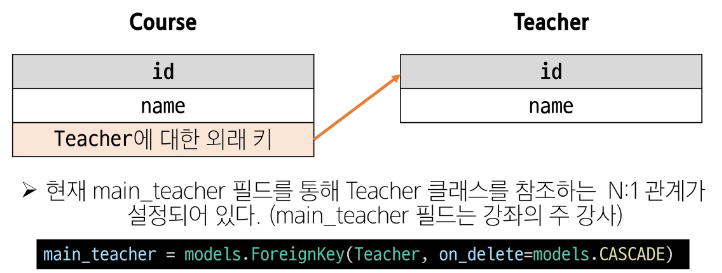 Course Teacher
id id
name name
Teacher에 대한 외래 키
➢ 현재 main_teacher 필드를 통해 Teacher 클래스를 참조하는 N:1 관계가
설정되어 있다. (main_teacher 필드는 강좌의 주 강사)
main_teacher = models.ForeignKey(Teacher, on_delete=models.CASCADE)